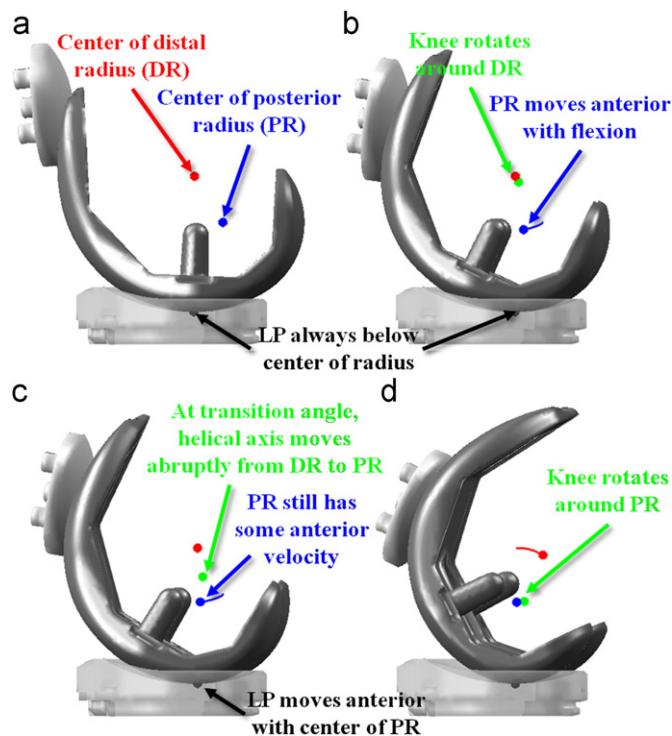 a
Center of distal
radius (DR)
Center of posterior
radius (PR)
b
Knee rotates
around DR
PR moves anterior
with flexion
LP always below
center of radius
c
At transition angle,
helical axis moves
abruptly from DR to PR
PR still has
some anterior
velocity
LP moves anterior
with center of PR
d
Knee rotates
around PR